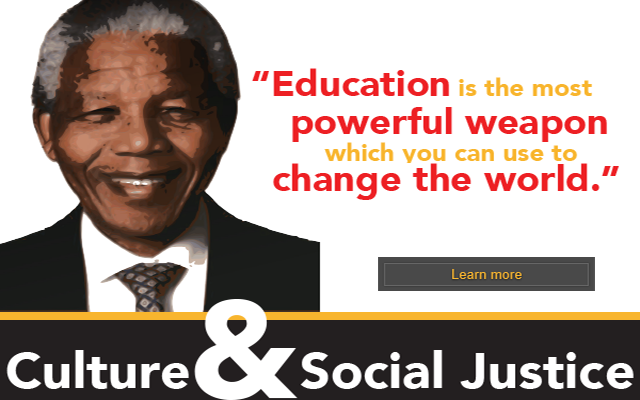 “Education is the most
powerful weapon
which you can use to
change the world.”
Learn more
Culture & Social Justice